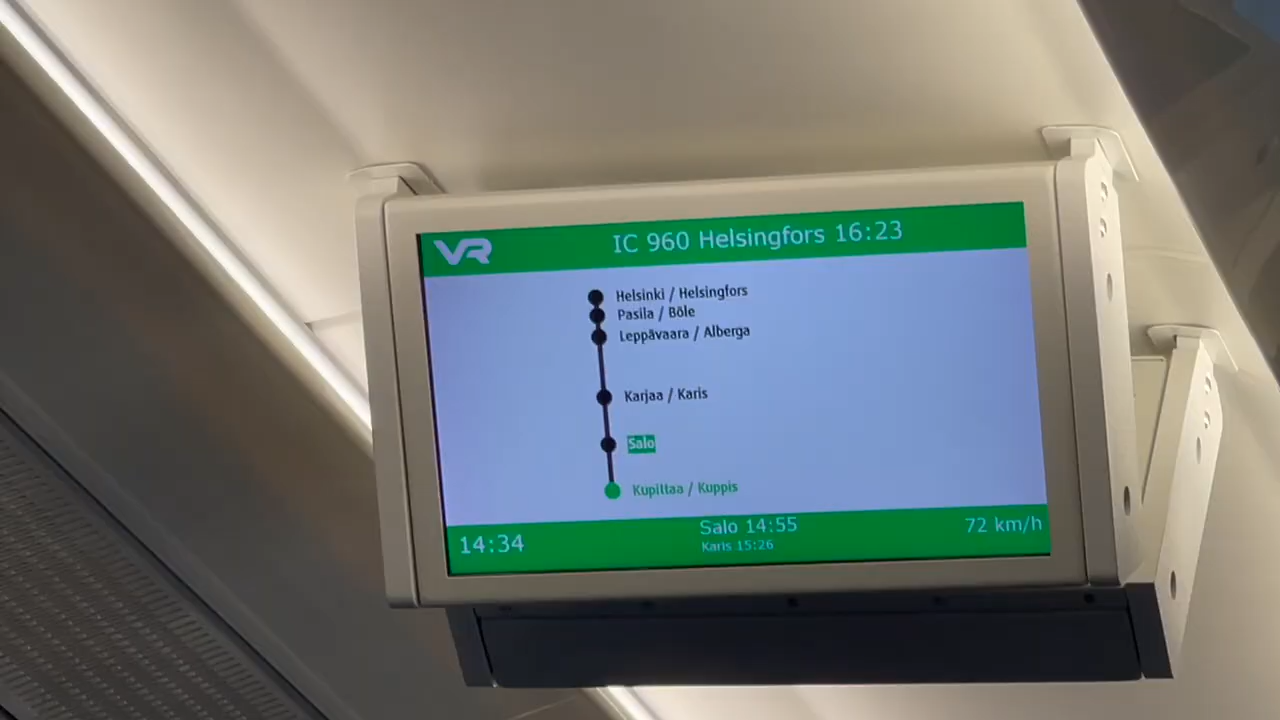 VR
IC 960 Helsingfors 16:23
Helsinki / Helsingfors
Pasila / Böle
Leppävaara / Alberga
Karjaa / Karis
Salo
Kupittaa / Kuppis
14:34
Salo 14:55
Karis 15:26
72 km/h